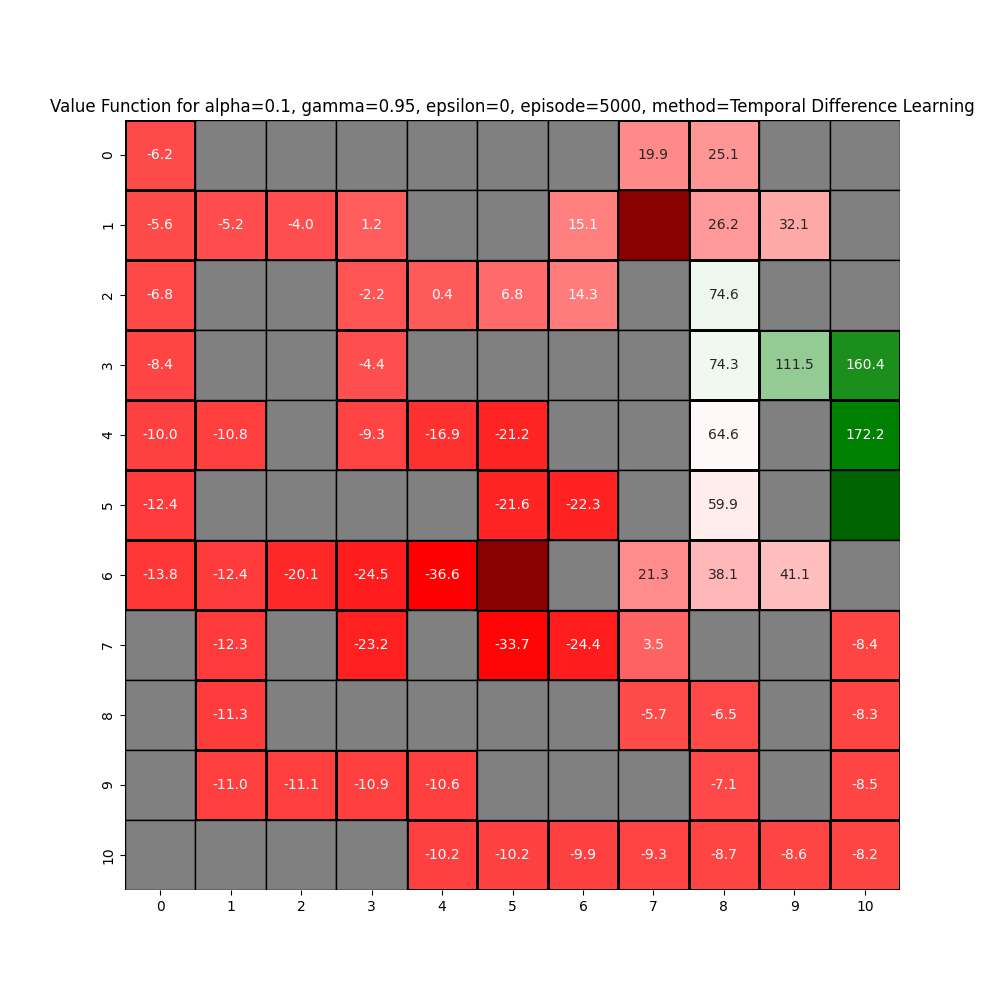 Value Function for alpha=0.1, gamma=0.95, epsilon=0, episode=5000, method=Temporal Difference Learning
0 -6.2 19.9 25.1
1 -5.6 -5.2 -4.0 1.2 15.1 26.2 32.1
2 -6.8 -2.2 0.4 6.8 14.3 74.6
3 -8.4 -4.4 74.3 111.5 160.4
4 -10.0 -10.8 -9.3 -16.9 -21.2 64.6 172.2
5 -12.4 -21.6 -22.3 59.9
6 -13.8 -12.4 -20.1 -24.5 -36.6 21.3 38.1 41.1
7 -12.3 -23.2 -33.7 -24.4 3.5 -8.4
8 -11.3 -5.7 -6.5 -8.3
9 -11.0 -11.1 -10.9 -10.6 -7.1 -8.5
10 -10.2 -10.2 -9.9 -9.3 -8.7 -8.6 -8.2
0 1 2 3 4 5 6 7 8 9 10